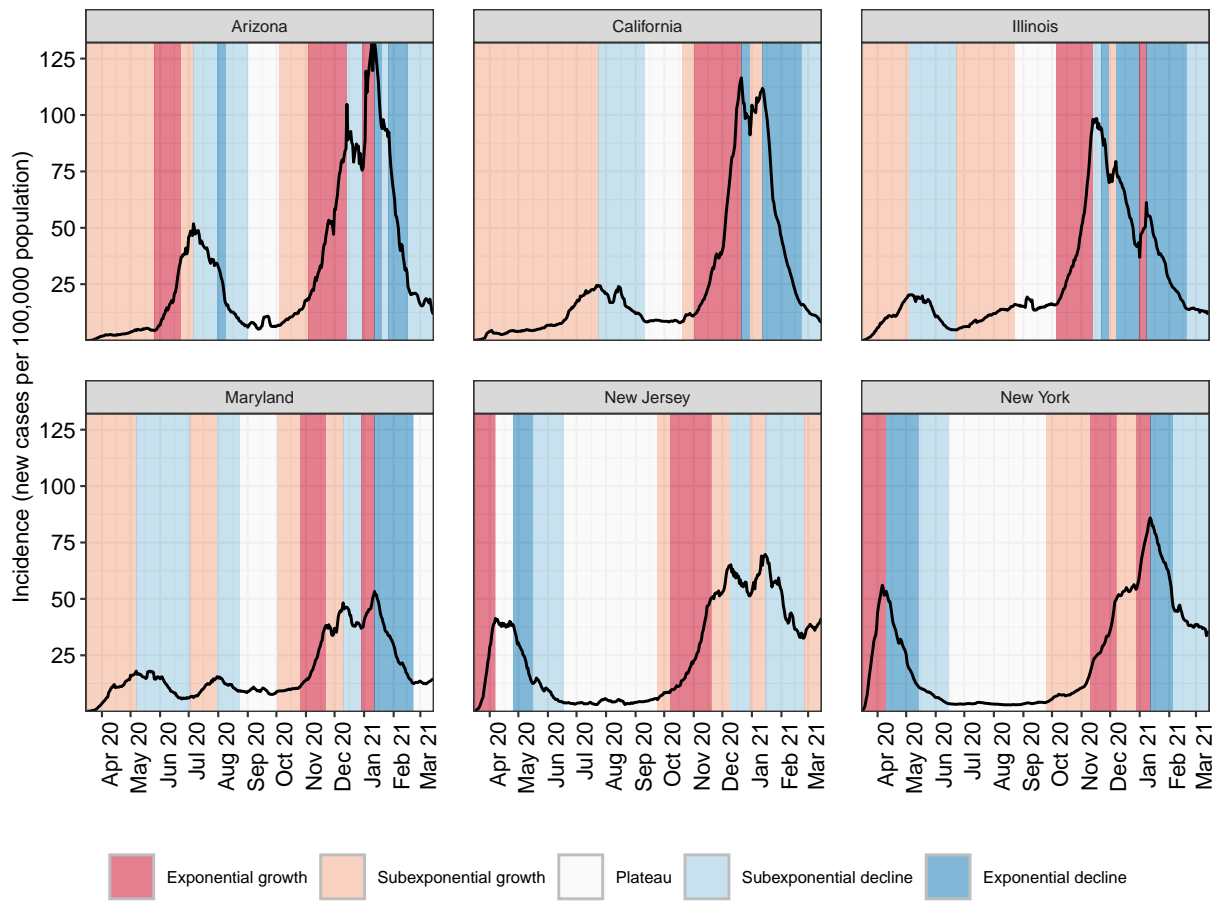 Arizona California Illinois
125
100
75
50
25
Maryland New Jersey New York
125
100
75
50
25
Incidence (new cases per 100,000 population)
Apr 20 May 20 Jun 20 Jul 20 Aug 20 Sep 20 Oct 20 Nov 20 Dec 20 Jan 21 Feb 21 Mar 21
Apr 20 May 20 Jun 20 Jul 20 Aug 20 Sep 20 Oct 20 Nov 20 Dec 20 Jan 21 Feb 21 Mar 21
Apr 20 May 20 Jun 20 Jul 20 Aug 20 Sep 20 Oct 20 Nov 20 Dec 20 Jan 21 Feb 21 Mar 21
Exponential growth Subexponential growth Plateau Subexponential decline Exponential decline